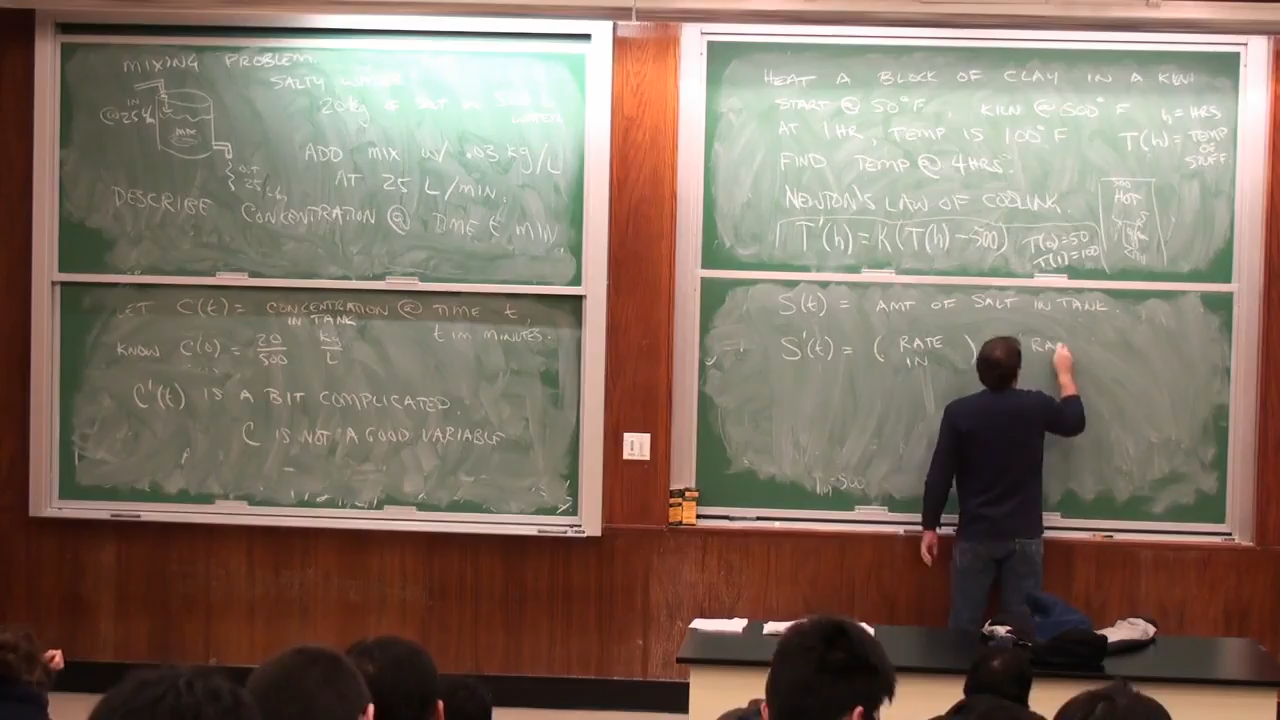 MIXING PROBLEM.
SALTY WATER
20 kg OF SALT IN 500 L
WATER
IN
@ 25 L/m
OUT
25 L/m
ADD MIX W/ .03 kg/L
AT 25 L/MIN.
DESCRIBE CONCENTRATION @ TIME t MIN
LET C(t) = CONCENTRATION @ TIME t,
IN TANK
t IN MINUTES.
KNOW C(0) = 20/500 kg/L
C'(t) IS A BIT COMPLICATED.
C IS NOT A GOOD VARIABLE
HEAT A BLOCK OF CLAY IN A KILN
START @ 50°F, KILN @ 500°F
AT 1HR, TEMP IS 100°F
FIND TEMP @ 4HRS.
h = HRS
T(h) = TEMP
OF
STUFF.
NEWTON'S LAW OF COOLING.
T'(h) = K(T(h) - 500)
T(0) = 50
T(1) = 100
500
HOT
S(t) = AMT OF SALT IN TANK.
S'(t) = ( RATE IN ) RA